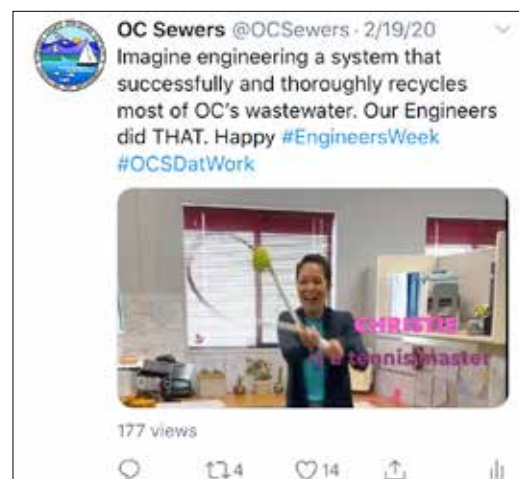 OC Sewers @OCSewers · 2/19/20
Imagine engineering a system that
successfully and thoroughly recycles
most of OC's wastewater. Our Engineers
did THAT. Happy #EngineersWeek
#OCSDatWork
CHRISTIE
is a tennis master
177 views
4 14